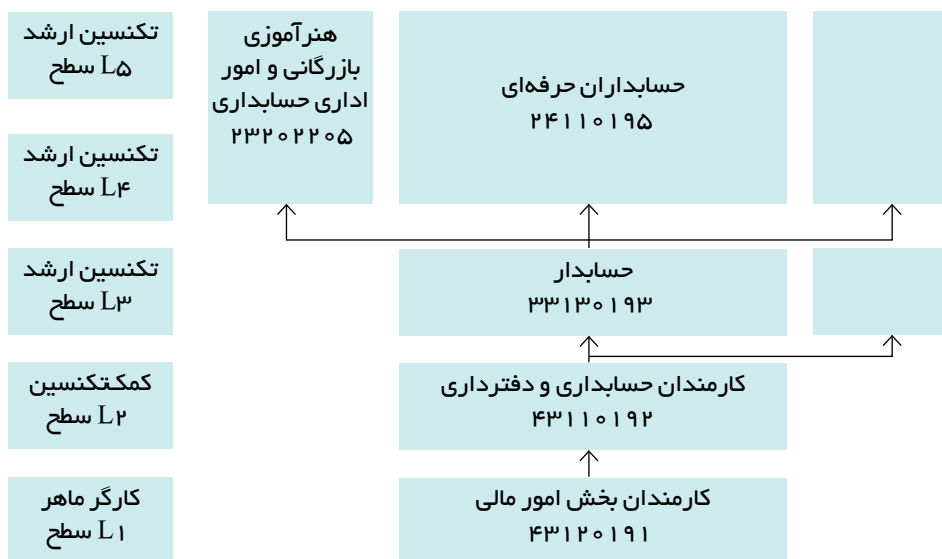 تکنسین ارشد
سطح L۵
هنرآموزی
بازرگانی و امور
اداری حسابداری
۲۳۲۰۲۲۰۵
حسابداران حرفه‌ای
۲۴۱۱۰۱۹۵
تکنسین ارشد
سطح L۴
تکنسین ارشد
سطح L۳
حسابدار
۳۳۱۳۰۱۹۳
کمک‌تکنسین
سطح L۲
کارمندان حسابداری و دفترداری
۴۳۱۱۰۱۹۲
کارگر ماهر
سطح L۱
کارمندان بخش امور مالی
۴۳۱۲۰۱۹۱